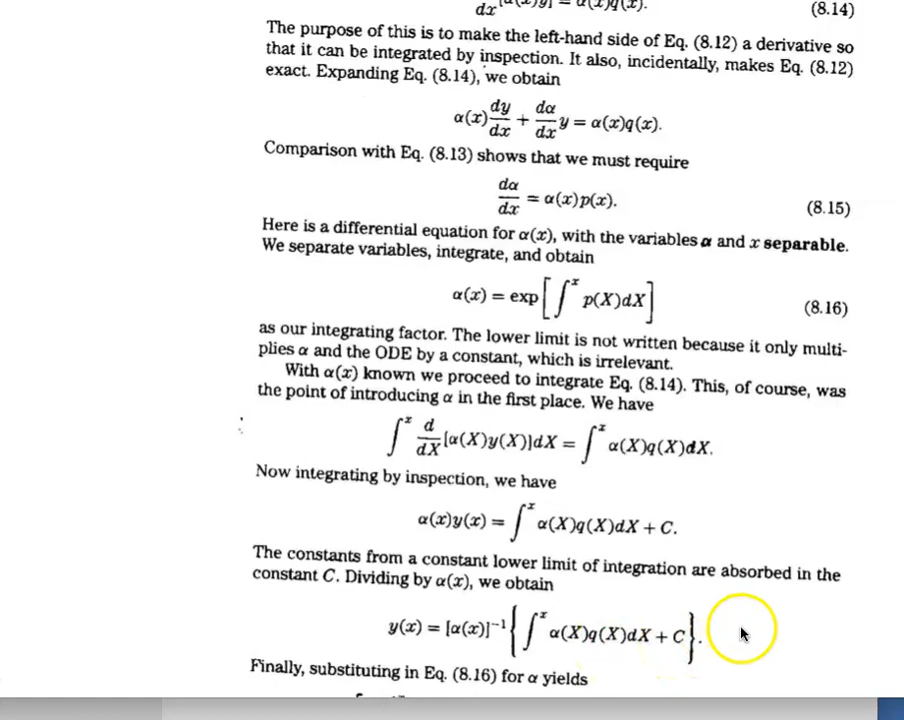 d/dx [α(x)y] = α(x)q(x). (8.14)
The purpose of this is to make the left-hand side of Eq. (8.12) a derivative so
that it can be integrated by inspection. It also, incidentally, makes Eq. (8.12)
exact. Expanding Eq. (8.14), we obtain
α(x) dy/dx + dα/dx y = α(x)q(x).
Comparison with Eq. (8.13) shows that we must require
dα/dx = α(x)p(x). (8.15)
Here is a differential equation for α(x), with the variables α and x separable.
We separate variables, integrate, and obtain
α(x) = exp[∫^x p(X)dX] (8.16)
as our integrating factor. The lower limit is not written because it only multi-
plies α and the ODE by a constant, which is irrelevant.
With α(x) known we proceed to integrate Eq. (8.14). This, of course, was
the point of introducing α in the first place. We have
∫^x d/dX [α(X)y(X)]dX = ∫^x α(X)q(X)dX.
Now integrating by inspection, we have
α(x)y(x) = ∫^x α(X)q(X)dX + C.
The constants from a constant lower limit of integration are absorbed in the
constant C. Dividing by α(x), we obtain
y(x) = [α(x)]⁻¹ {∫^x α(X)q(X)dX + C}.
Finally, substituting in Eq. (8.16) for α yields